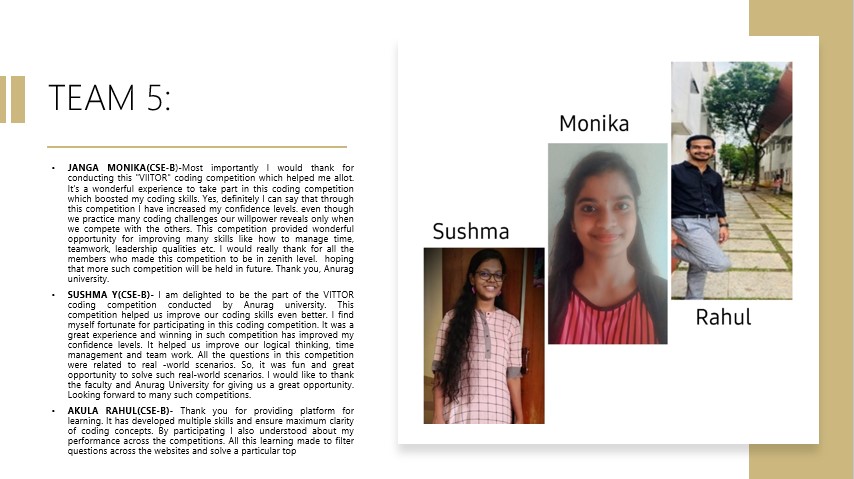 TEAM 5:
• JANGA MONIKA(CSE-B)-Most importantly I would thank for
conducting this "VIITOR" coding competition which helped me allot.
It's a wonderful experience to take part in this coding competition
which boosted my coding skills. Yes, definitely I can say that through
this competition I have increased my confidence levels. even though
we practice many coding challenges our willpower reveals only when
we compete with the others. This competition provided wonderful
opportunity for improving many skills like how to manage time,
teamwork, leadership qualities etc. I would really thank for all the
members who made this competition to be in zenith level. hoping
that more such competition will be held in future. Thank you, Anurag
university.
• SUSHMA Y(CSE-B)- I am delighted to be the part of the VITTOR
coding competition conducted by Anurag university. This
competition helped us improve our coding skills even better. I find
myself fortunate for participating in this coding competition. It was a
great experience and winning in such competition has improved my
confidence levels. It helped us improve our logical thinking, time
management and team work. All the questions in this competition
were related to real -world scenarios. So, it was fun and great
opportunity to solve such real-world scenarios. I would like to thank
the faculty and Anurag University for giving us a great opportunity.
Looking forward to many such competitions.
• AKULA RAHUL(CSE-B)- Thank you for providing platform for
learning. It has developed multiple skills and ensure maximum clarity
of coding concepts. By participating I also understood about my
performance across the competitions. All this learning made to filter
questions across the websites and solve a particular top
Sushma
Monika
Rahul